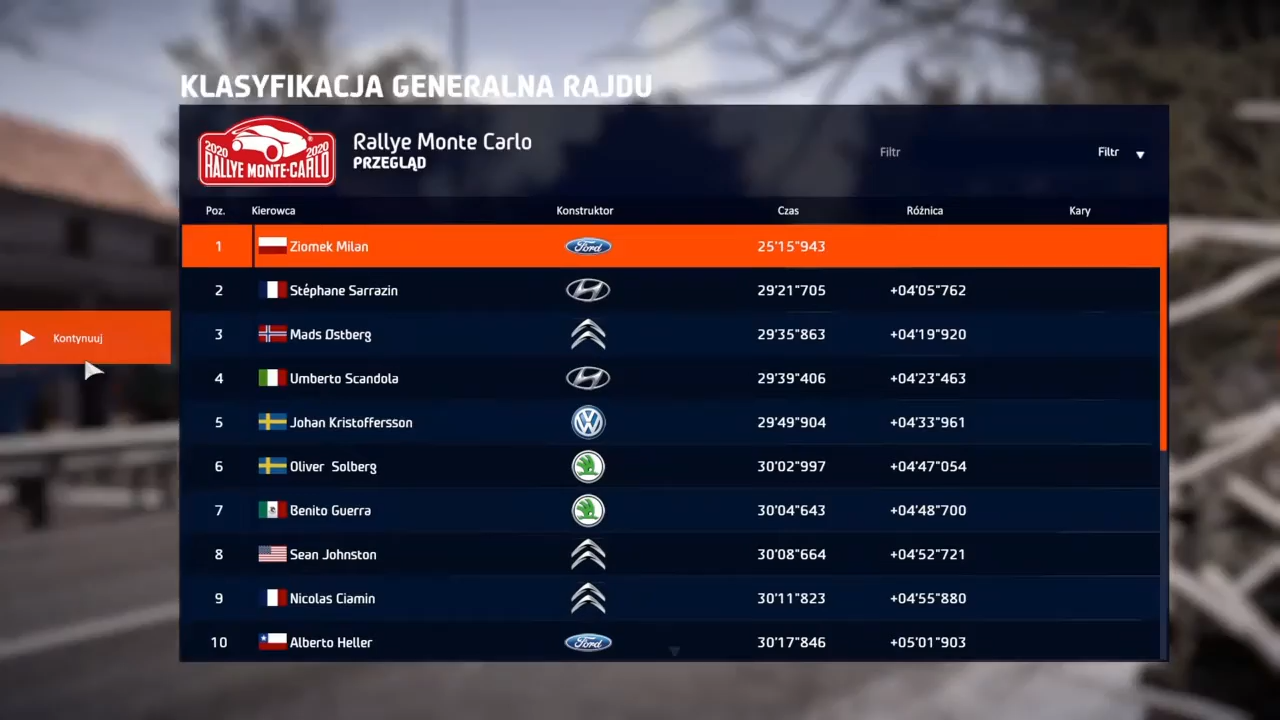 KLASYFIKACJA GENERALNA RAJDU
2020 2020
RALLYE MONTE-CARLO
Rallye Monte Carlo
PRZEGLĄD
Filtr Filtr
Poz. Kierowca Konstruktor Czas Różnica Kary
1 Ziomek Milan Ford 25'15"943
2 Stéphane Sarrazin 29'21"705 +04'05"762
3 Mads Østberg 29'35"863 +04'19"920
Kontynuuj
4 Umberto Scandola 29'39"406 +04'23"463
5 Johan Kristoffersson 29'49"904 +04'33"961
6 Oliver Solberg 30'02"997 +04'47"054
7 Benito Guerra 30'04"643 +04'48"700
8 Sean Johnston 30'08"664 +04'52"721
9 Nicolas Ciamin 30'11"823 +04'55"880
10 Alberto Heller Ford 30'17"846 +05'01"903